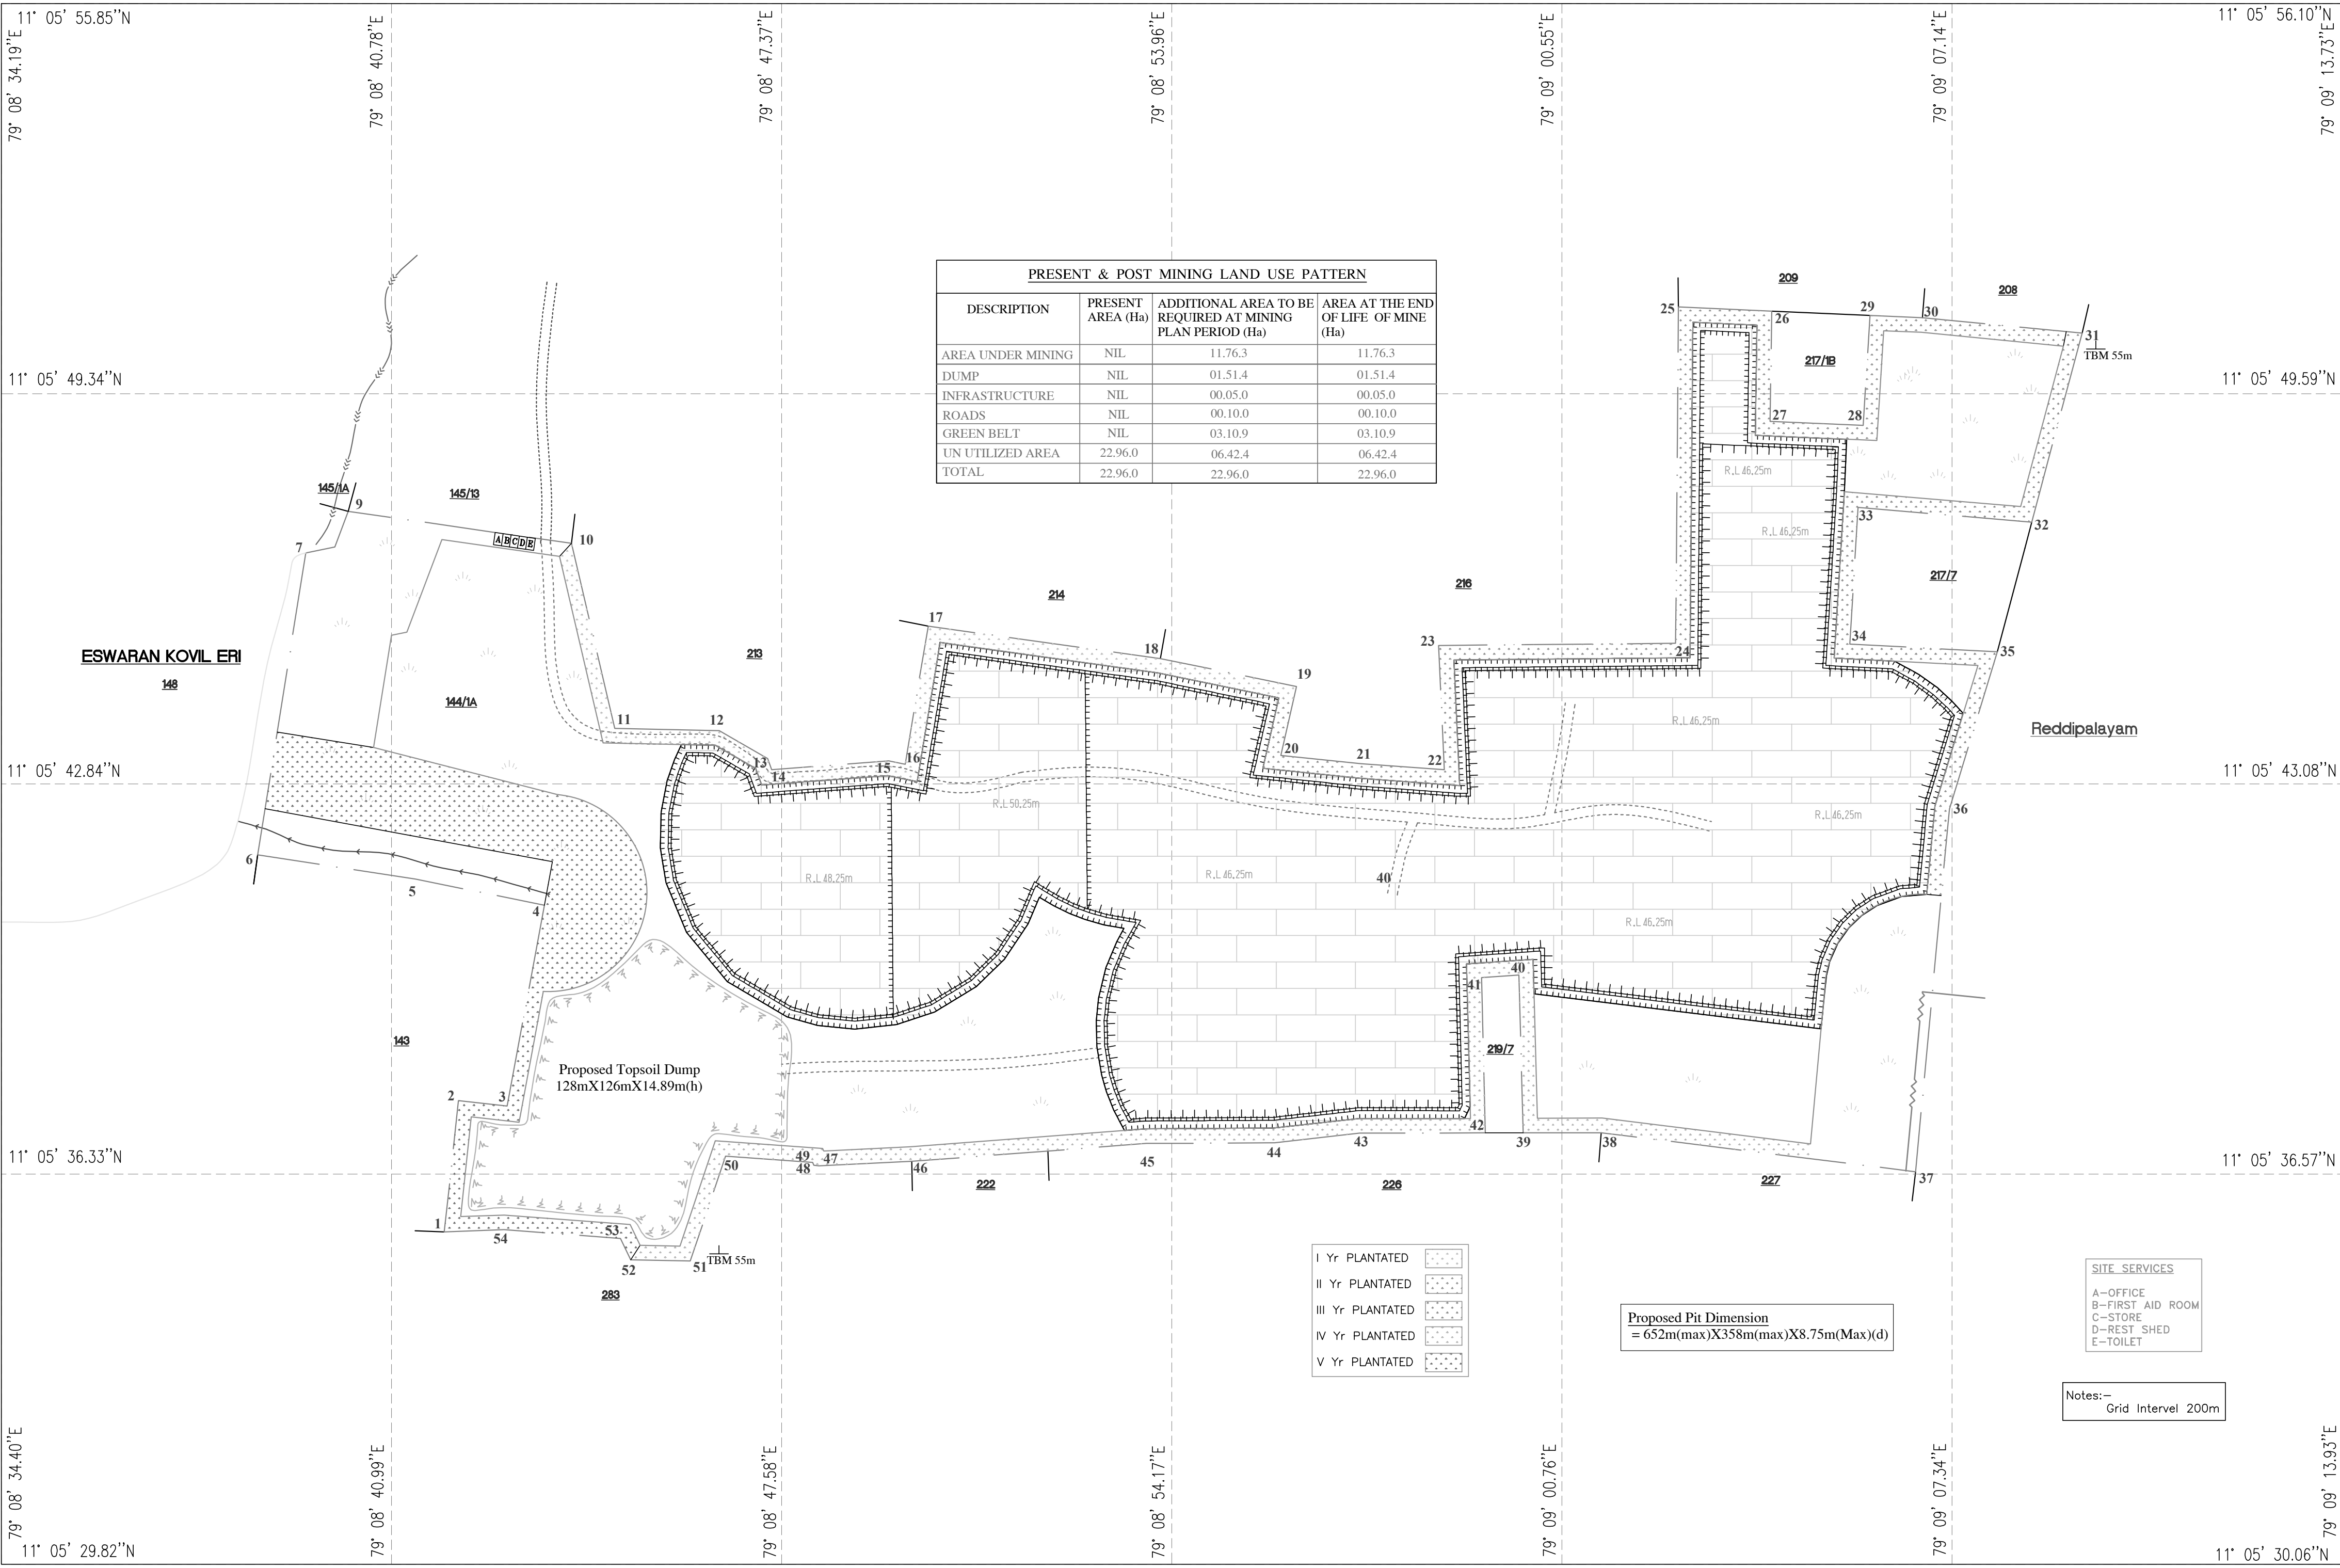 11° 05' 55.85''N
11° 05' 56.10''N
79° 08' 34.19''E
79° 08' 40.78''E
79° 08' 47.37''E
79° 08' 53.96''E
79° 09' 00.55''E
79° 09' 07.14''E
79° 09' 13.73''E
PRESENT & POST MINING LAND USE PATTERN
DESCRIPTION
PRESENT AREA (Ha)
ADDITIONAL AREA TO BE REQUIRED AT MINING PLAN PERIOD (Ha)
AREA AT THE END OF LIFE OF MINE (Ha)
AREA UNDER MINING NIL 11.76.3 11.76.3
DUMP NIL 01.51.4 01.51.4
INFRASTRUCTURE NIL 00.05.0 00.05.0
ROADS NIL 00.10.0 00.10.0
GREEN BELT NIL 03.10.9 03.10.9
UN UTILIZED AREA 22.96.0 06.42.4 06.42.4
TOTAL 22.96.0 22.96.0 22.96.0
209
208
25
26
29
30
31
TBM 55m
217/1B
11° 05' 49.34''N
11° 05' 49.59''N
27
28
R.L 46.25m
145/1A
145/13
9
33
32
R.L 46.25m
A B C D E
10
7
217/7
216
214
17
23
34
18
24
35
ESWARAN KOVIL ERI
148
213
19
144/1A
11
12
R.L 46.25m
Reddipalayam
20
21
22
13
14
15
16
11° 05' 42.84''N
11° 05' 43.08''N
R.L 50.25m
36
R.L 46.25m
6
5
4
R.L 48.25m
R.L 46.25m
40
R.L 46.25m
40
41
143
219/7
Proposed Topsoil Dump
128mX126mX14.89m(h)
2
3
42
39
38
43
44
45
11° 05' 36.33''N
11° 05' 36.57''N
49
48
47
46
50
222
226
227
37
1
54
53
52
51
TBM 55m
283
I Yr PLANTATED
II Yr PLANTATED
III Yr PLANTATED
IV Yr PLANTATED
V Yr PLANTATED
Proposed Pit Dimension
= 652m(max)X358m(max)X8.75m(Max)(d)
SITE SERVICES
A-OFFICE
B-FIRST AID ROOM
C-STORE
D-REST SHED
E-TOILET
Notes:-
Grid Intervel 200m
79° 08' 34.40''E
79° 08' 40.99''E
79° 08' 47.58''E
79° 08' 54.17''E
79° 09' 00.76''E
79° 09' 07.34''E
79° 09' 13.93''E
11° 05' 29.82''N
11° 05' 30.06''N